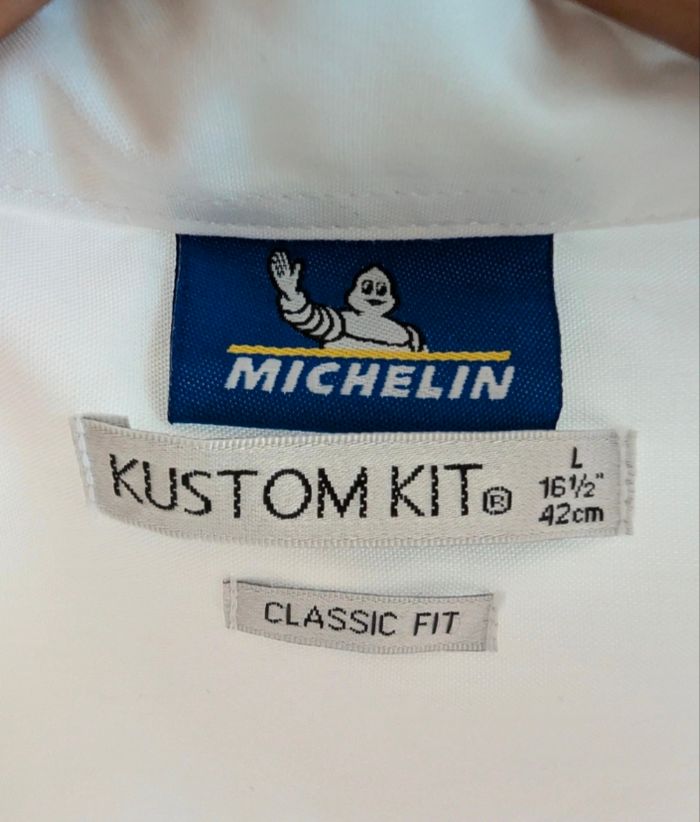 MICHELIN
KUSTOM KIT®
L
16½"
42cm
CLASSIC FIT